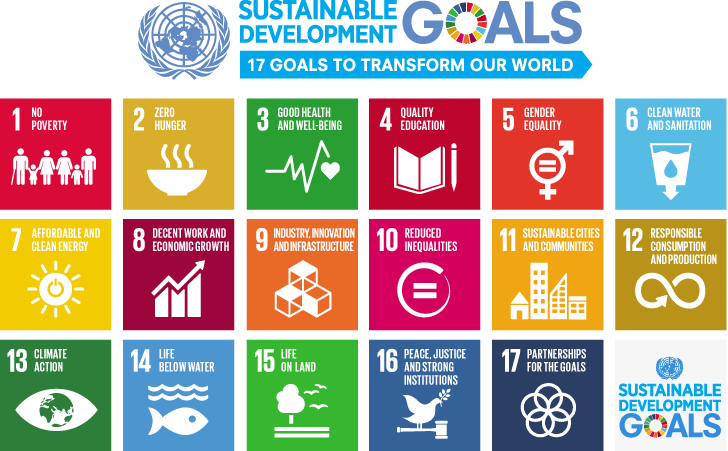 SUSTAINABLE
DEVELOPMENT
GOALS
17 GOALS TO TRANSFORM OUR WORLD
1 NO
POVERTY
2 ZERO
HUNGER
3 GOOD HEALTH
AND WELL-BEING
4 QUALITY
EDUCATION
5 GENDER
EQUALITY
6 CLEAN WATER
AND SANITATION
7 AFFORDABLE AND
CLEAN ENERGY
8 DECENT WORK AND
ECONOMIC GROWTH
9 INDUSTRY, INNOVATION
AND INFRASTRUCTURE
10 REDUCED
INEQUALITIES
11 SUSTAINABLE CITIES
AND COMMUNITIES
12 RESPONSIBLE
CONSUMPTION
AND PRODUCTION
13 CLIMATE
ACTION
14 LIFE
BELOW WATER
15 LIFE
ON LAND
16 PEACE, JUSTICE
AND STRONG
INSTITUTIONS
17 PARTNERSHIPS
FOR THE GOALS
SUSTAINABLE
DEVELOPMENT
GOALS